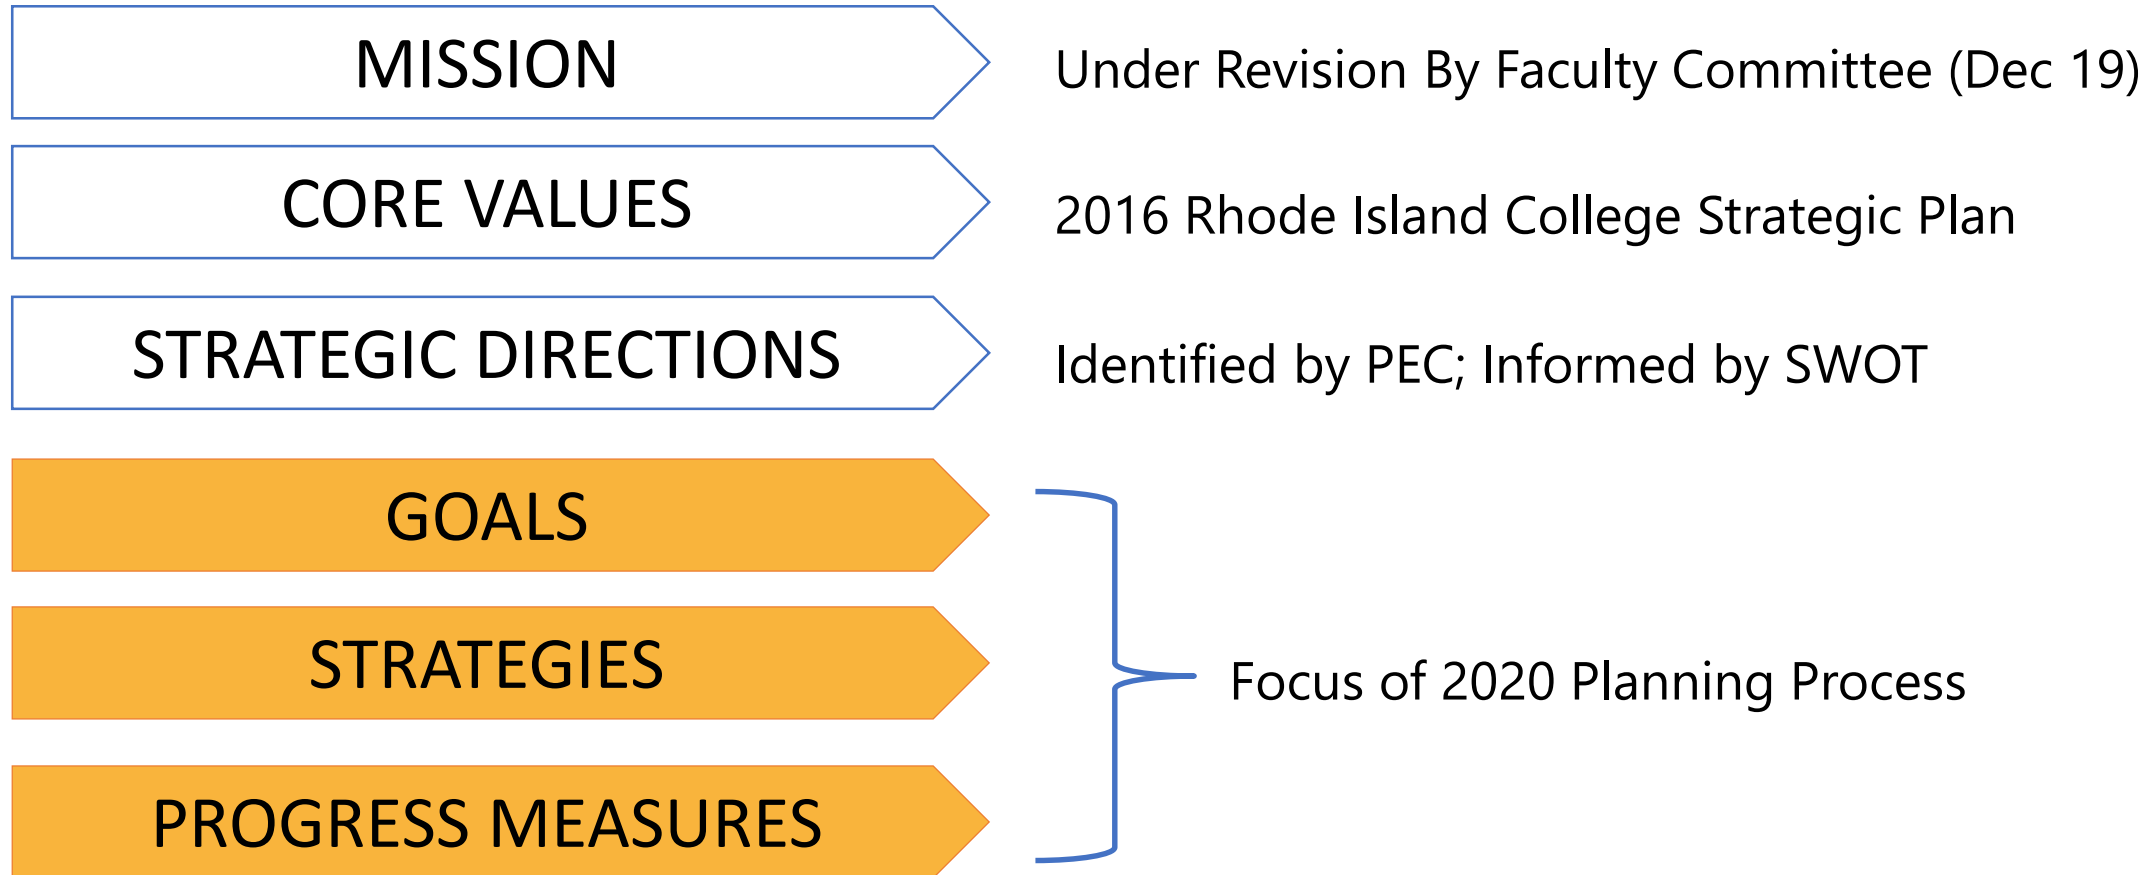 MISSION
Under Revision By Faculty Committee (Dec 19)
CORE VALUES
2016 Rhode Island College Strategic Plan
STRATEGIC DIRECTIONS
Identified by PEC; Informed by SWOT
GOALS
STRATEGIES
Focus of 2020 Planning Process
PROGRESS MEASURES